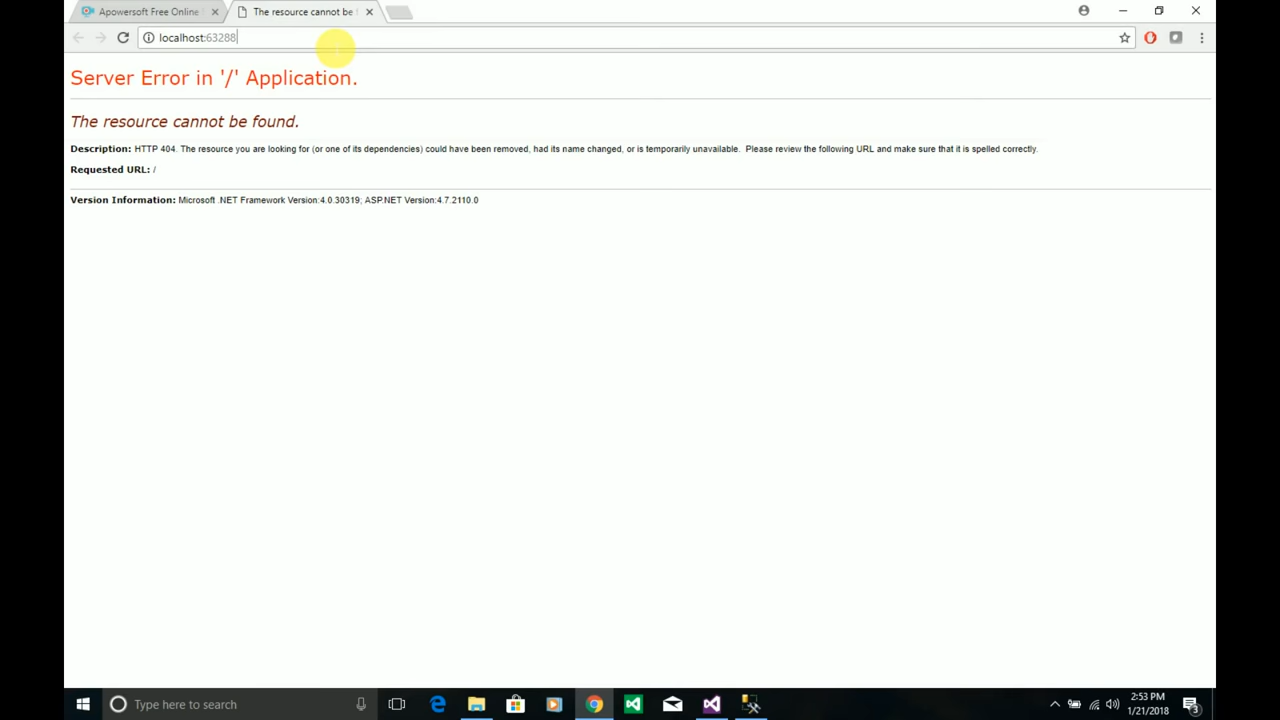 Apowersoft Free Online
The resource cannot be
localhost:63288
Server Error in '/' Application.
The resource cannot be found.
Description: HTTP 404. The resource you are looking for (or one of its dependencies) could have been removed, had its name changed, or is temporarily unavailable.  Please review the following URL and make sure that it is spelled correctly.
Requested URL: /
Version Information: Microsoft .NET Framework Version:4.0.30319; ASP.NET Version:4.7.2110.0
Type here to search
2:53 PM
1/21/2018
3